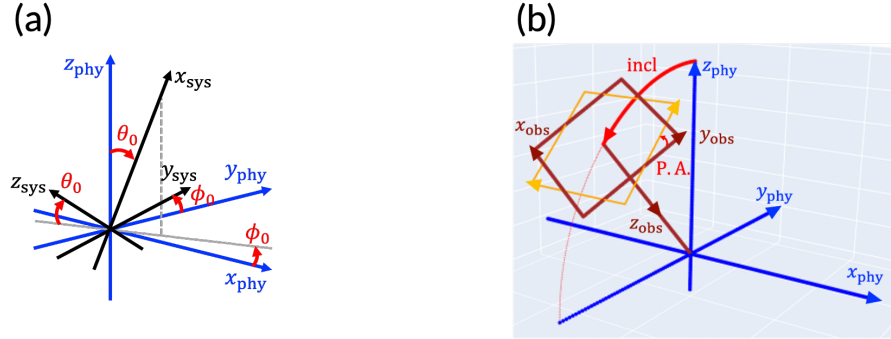 (a)
z_phy
x_sys
θ_0
z_sys
θ_0
y_sys
ϕ_0
y_phy
ϕ_0
x_phy
(b)
incl
z_phy
x_obs
y_obs
P. A.
y_phy
z_obs
x_phy